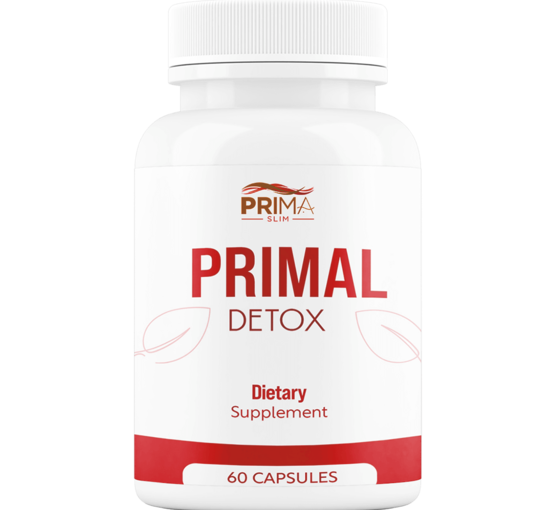 PRIMA
SLIM
PRIMAL
DETOX
Dietary
Supplement
60 CAPSULES